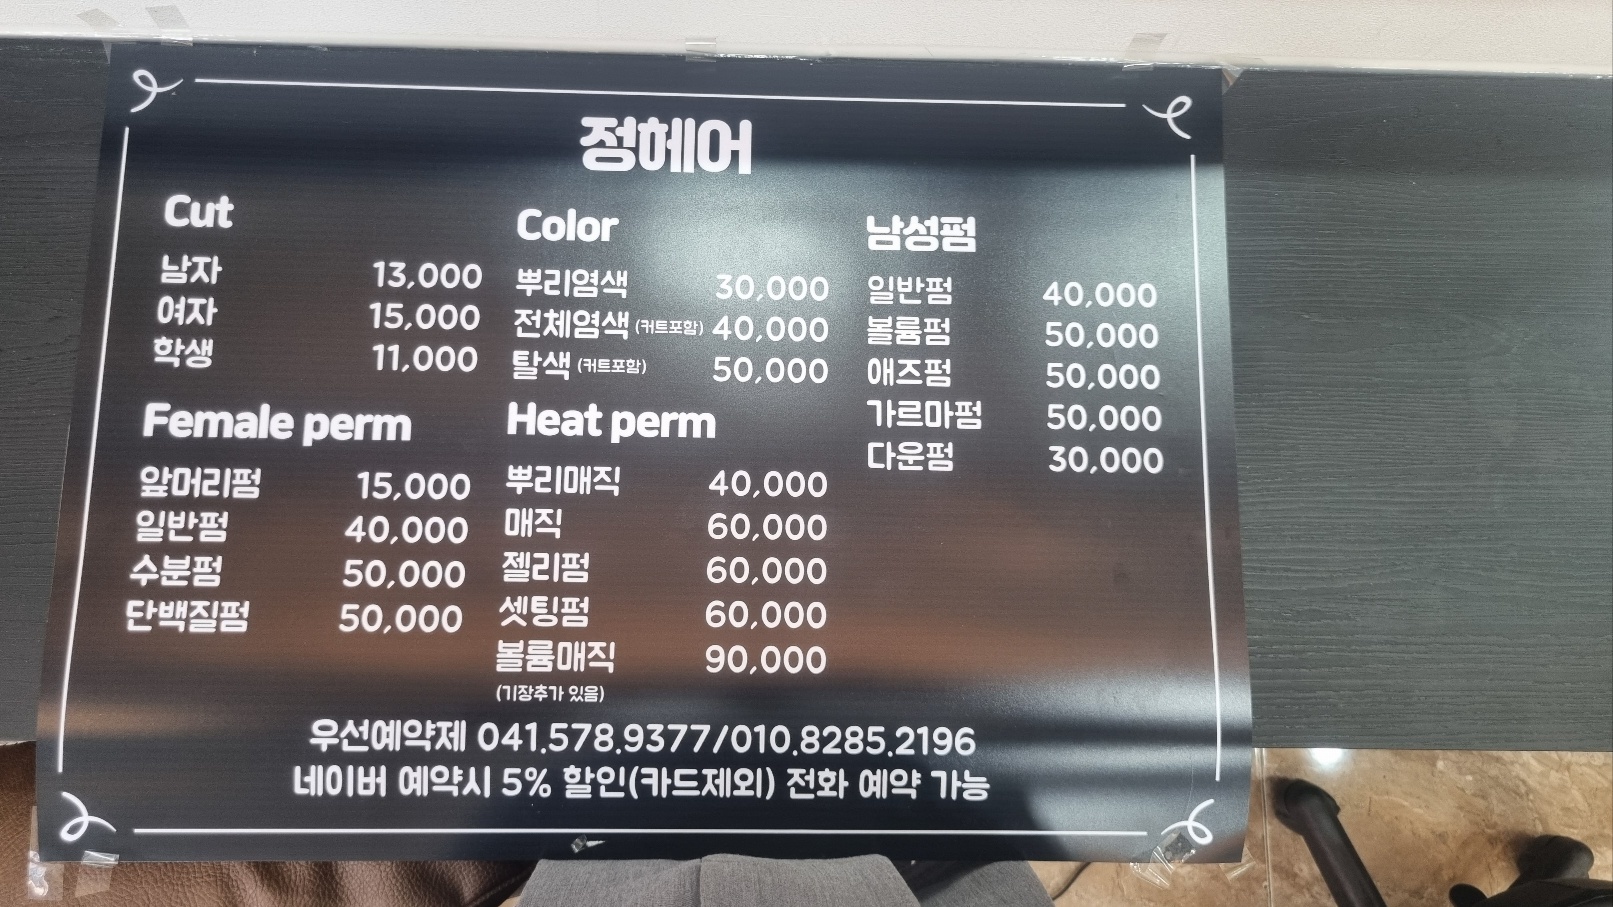 정헤어
Cut
남자 13,000
여자 15,000
학생 11,000
Female perm
앞머리펌 15,000
일반펌 40,000
수분펌 50,000
단백질펌 50,000
Color
뿌리염색 30,000
전체염색 (커트포함) 40,000
탈색 (커트포함) 50,000
Heat perm
뿌리매직 40,000
매직 60,000
젤리펌 60,000
셋팅펌 60,000
볼륨매직 90,000
(기장추가 있음)
남성펌
일반펌 40,000
볼륨펌 50,000
애즈펌 50,000
가르마펌 50,000
다운펌 30,000
우선예약제 041.578.9377/010.8285.2196
네이버 예약시 5% 할인(카드제외) 전화 예약 가능